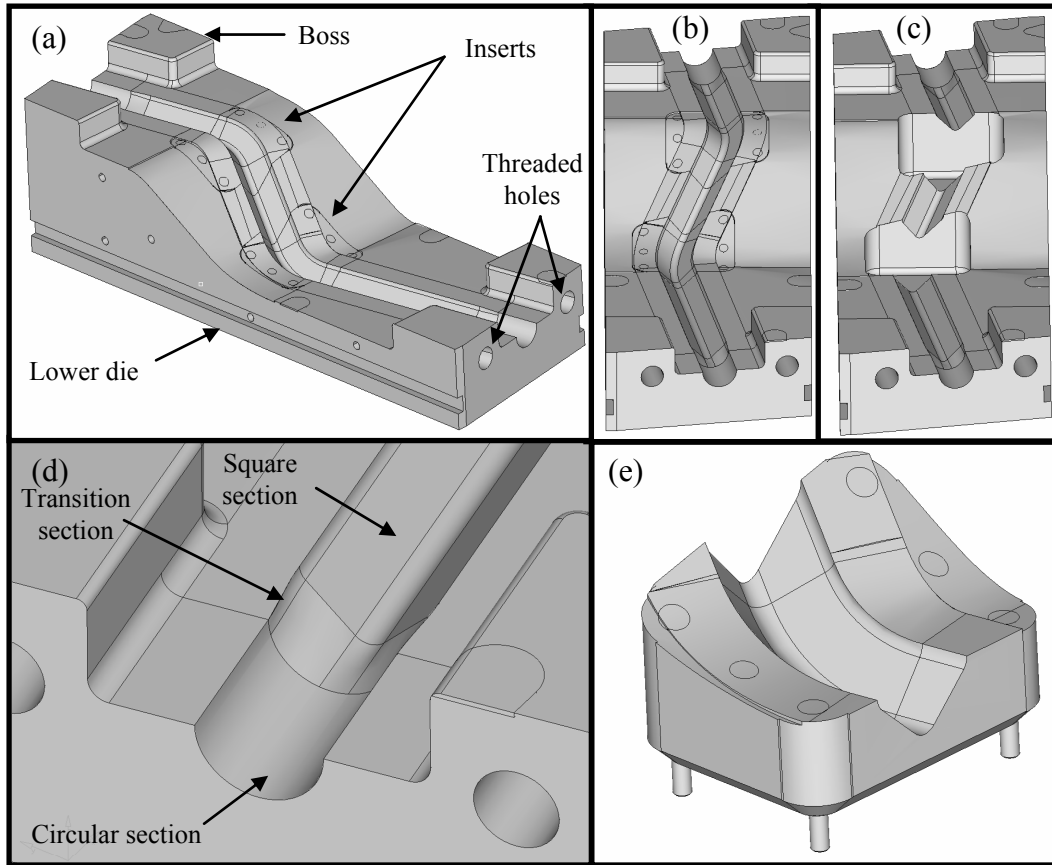 (a)
Boss
Inserts
Threaded
holes
Lower die
(b)
(c)
(d)
Square
section
Transition
section
Circular section
(e)